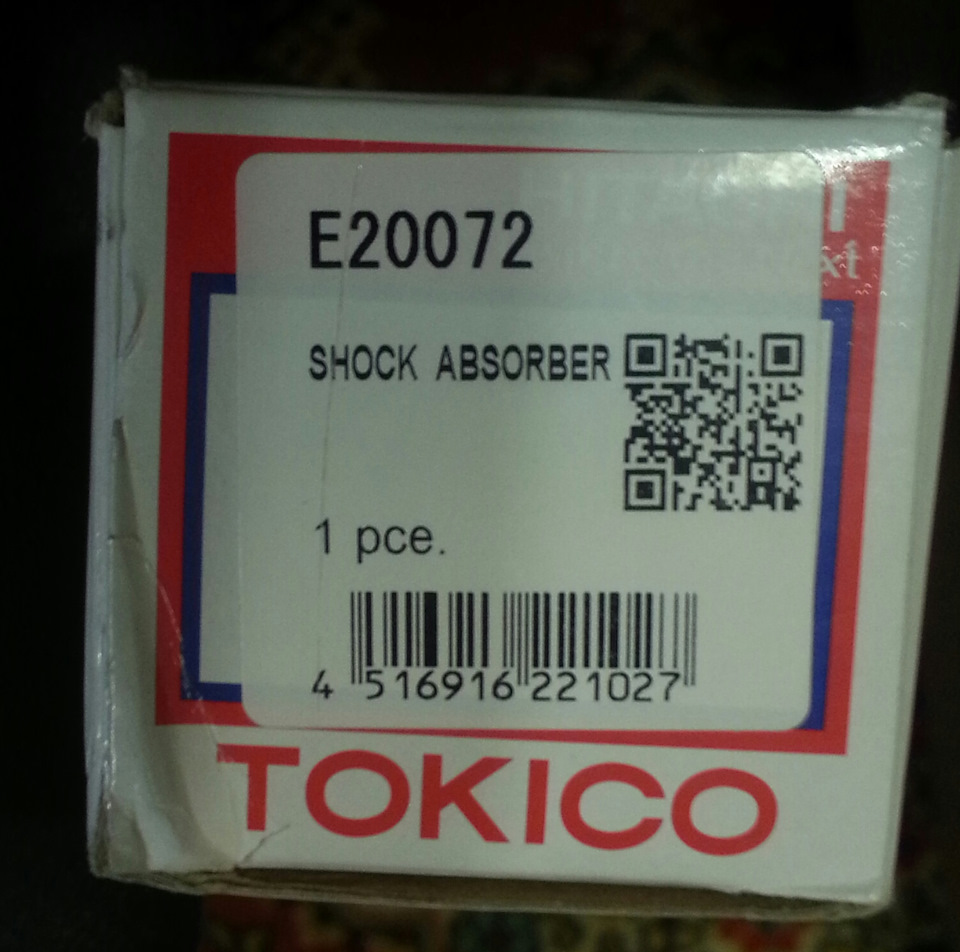 E20072
SHOCK ABSORBER
1 pce.
4 516916 221027
TOKICO